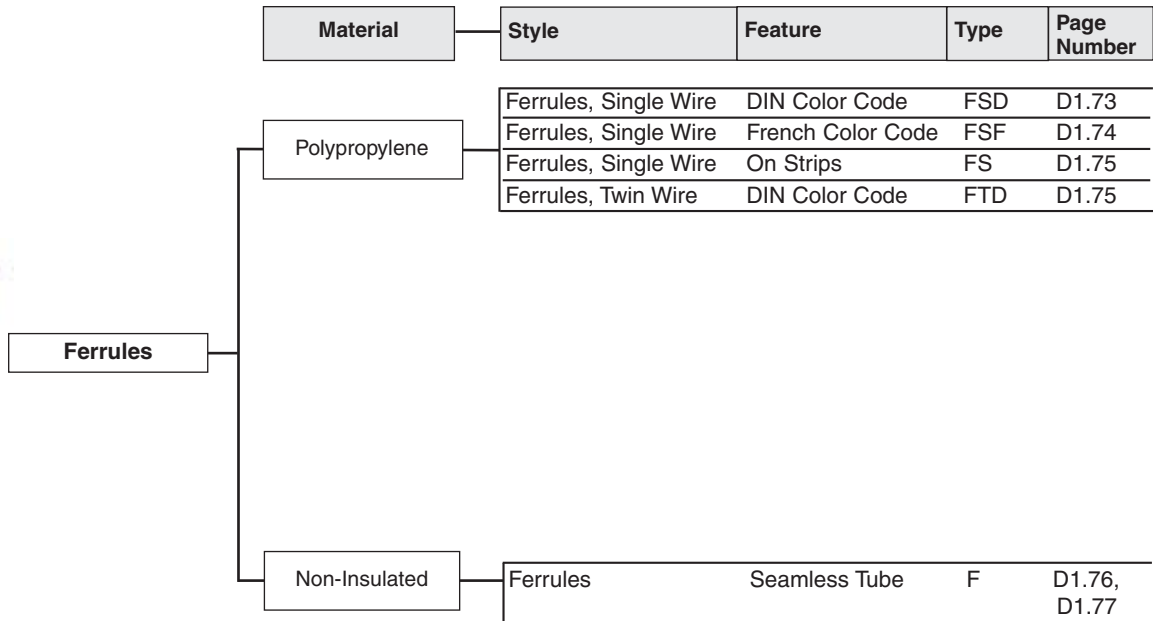 Material Style Feature Type Page Number
Ferrules, Single Wire DIN Color Code FSD D1.73
Polypropylene
Ferrules, Single Wire French Color Code FSF D1.74
Ferrules, Single Wire On Strips FS D1.75
Ferrules, Twin Wire DIN Color Code FTD D1.75
Ferrules
Non-Insulated
Ferrules Seamless Tube F D1.76,
D1.77